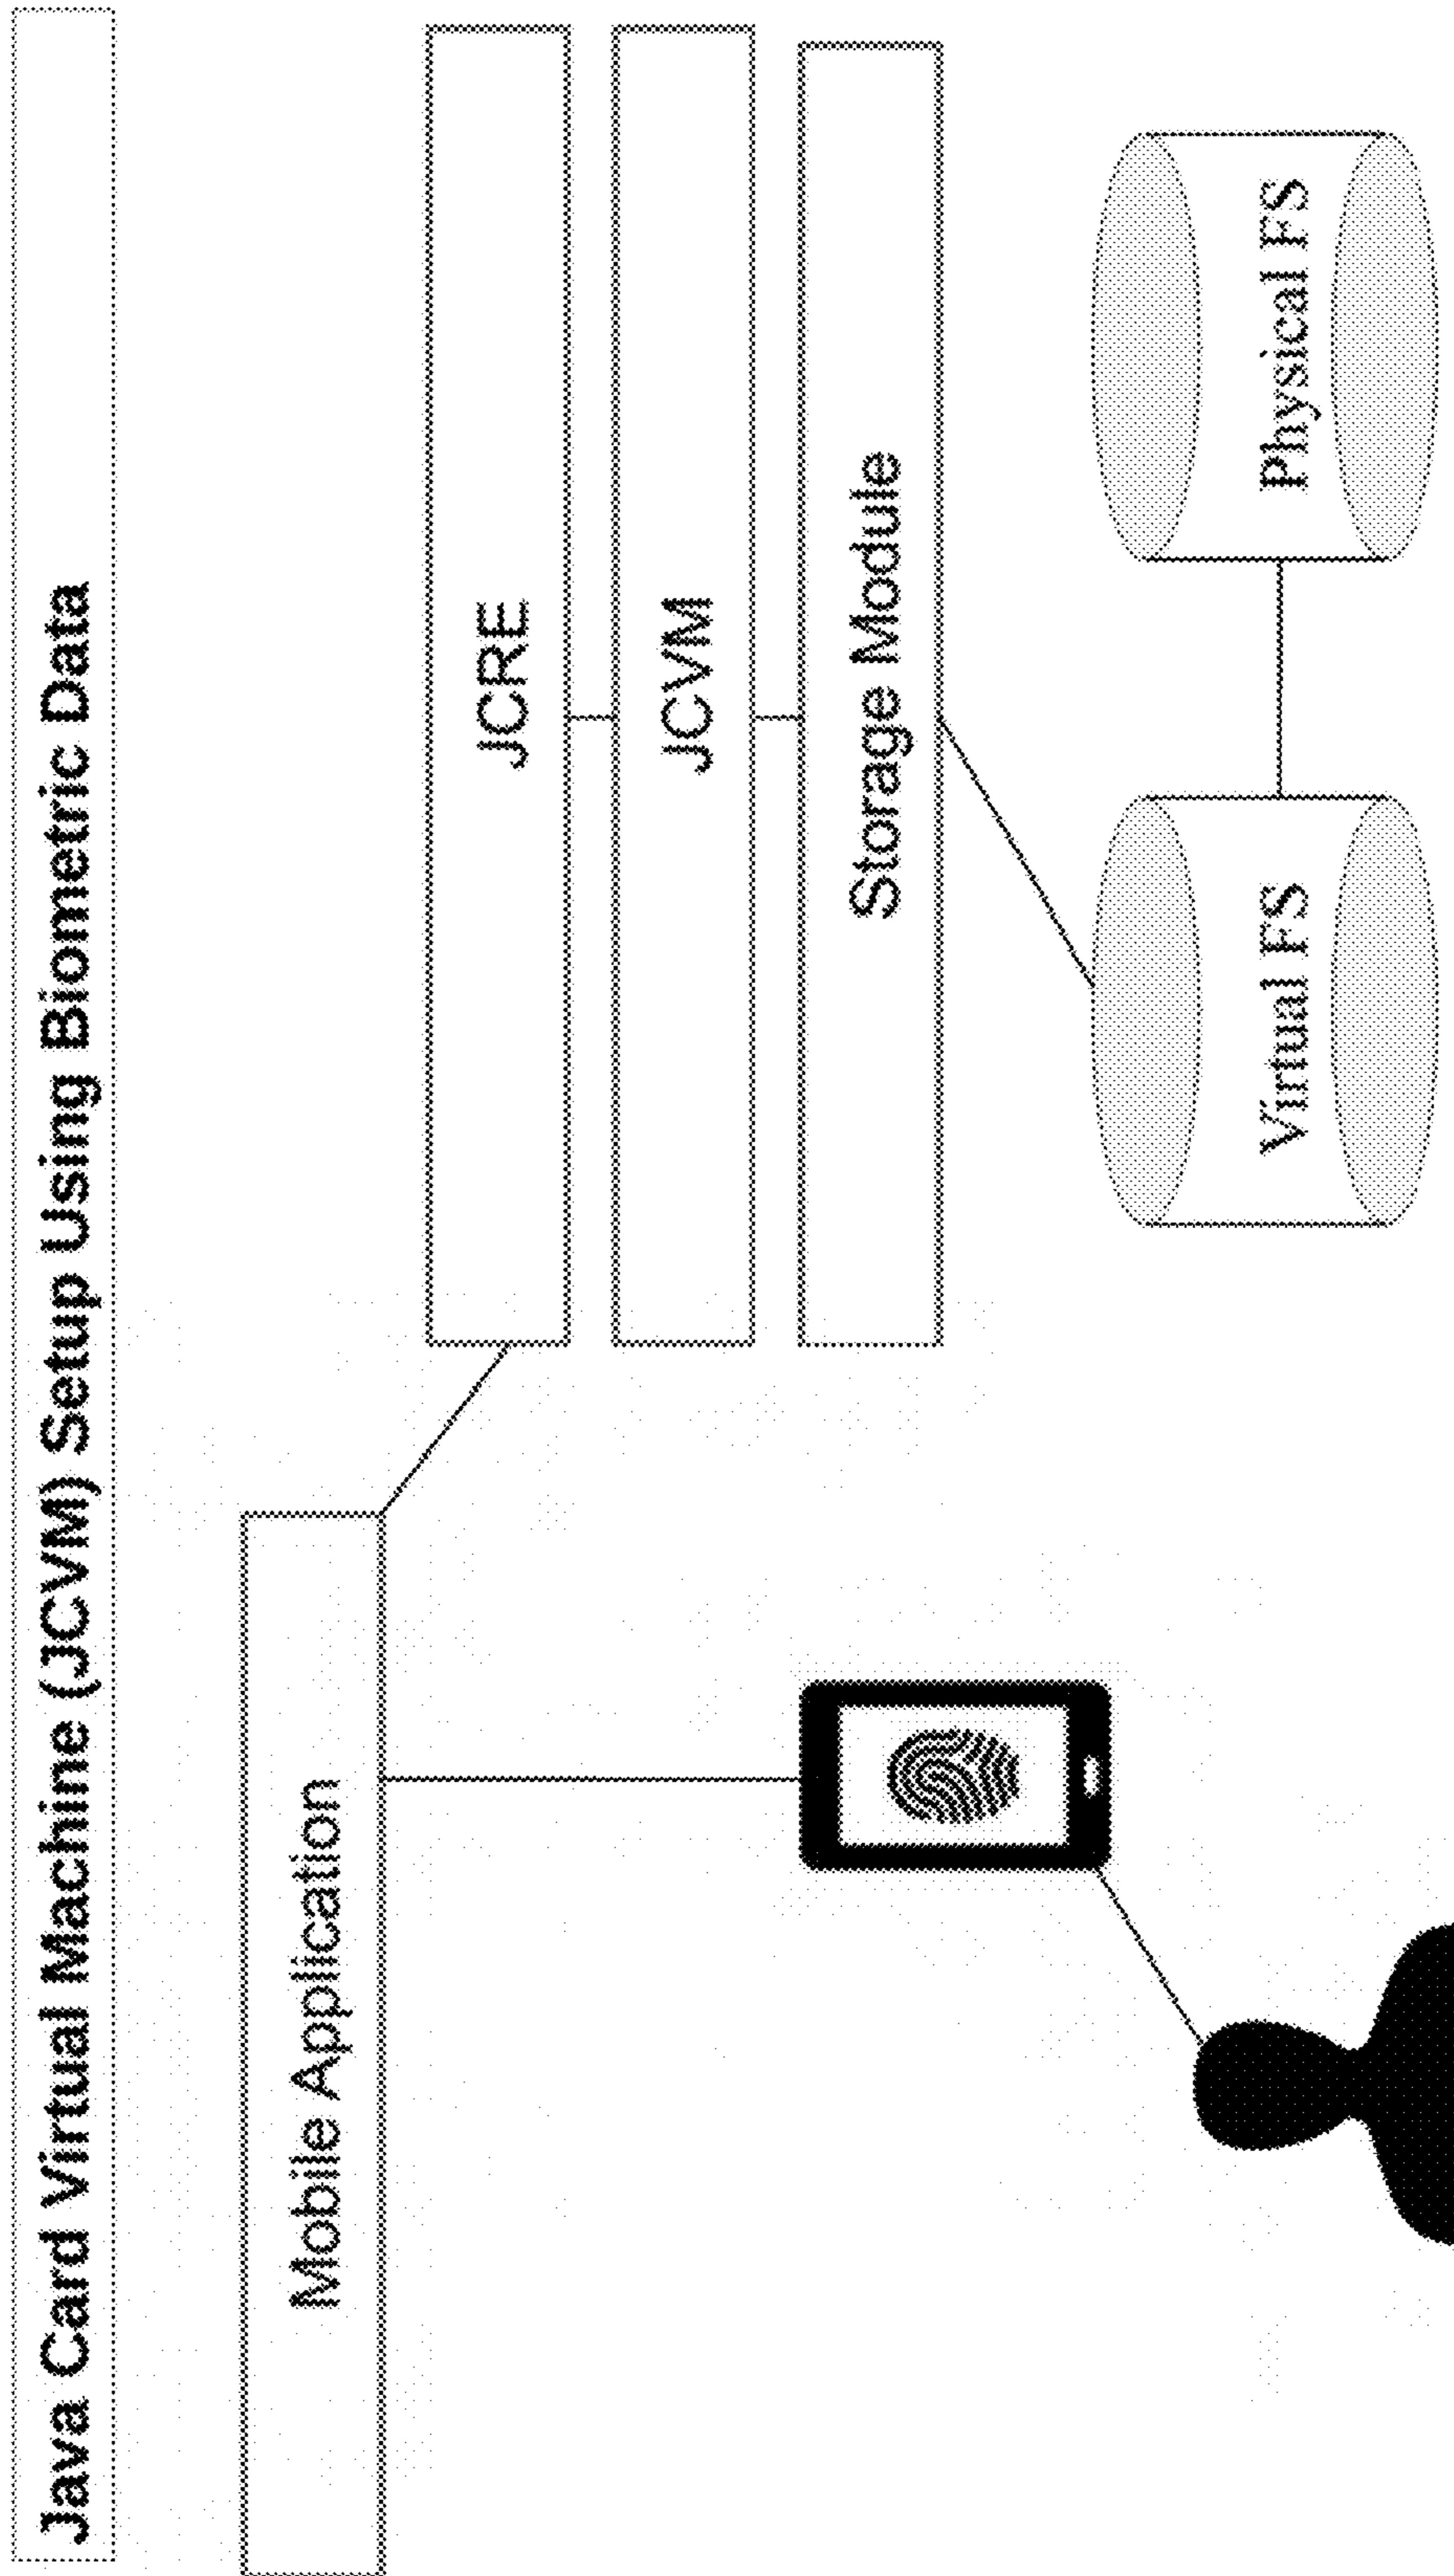 Java Card Virtual Machine (JCVM) Setup Using Biometric Data
Mobile Application
JCRE
JCVM
Storage Module
Virtual FS
Physical FS